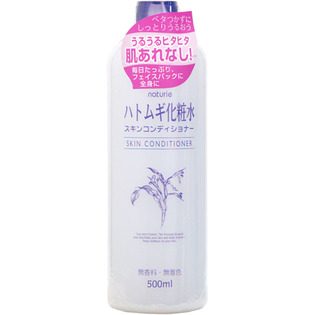 ベタつかずに
しっとりうるおう
うるうるヒタヒタ
肌あれなし!
毎日たっぷり、
フェイスパックに
全身に
naturie
ハトムギ化粧水
スキンコンディショナー
SKIN CONDITIONER
無香料・無着色
500ml